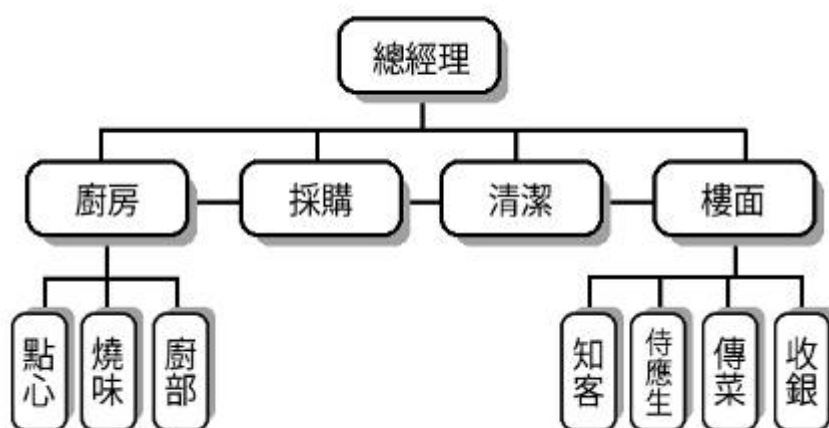 總經理
廚房
採購
清潔
樓面
點心
燒味
廚部
知客
侍應生
傳菜
收銀